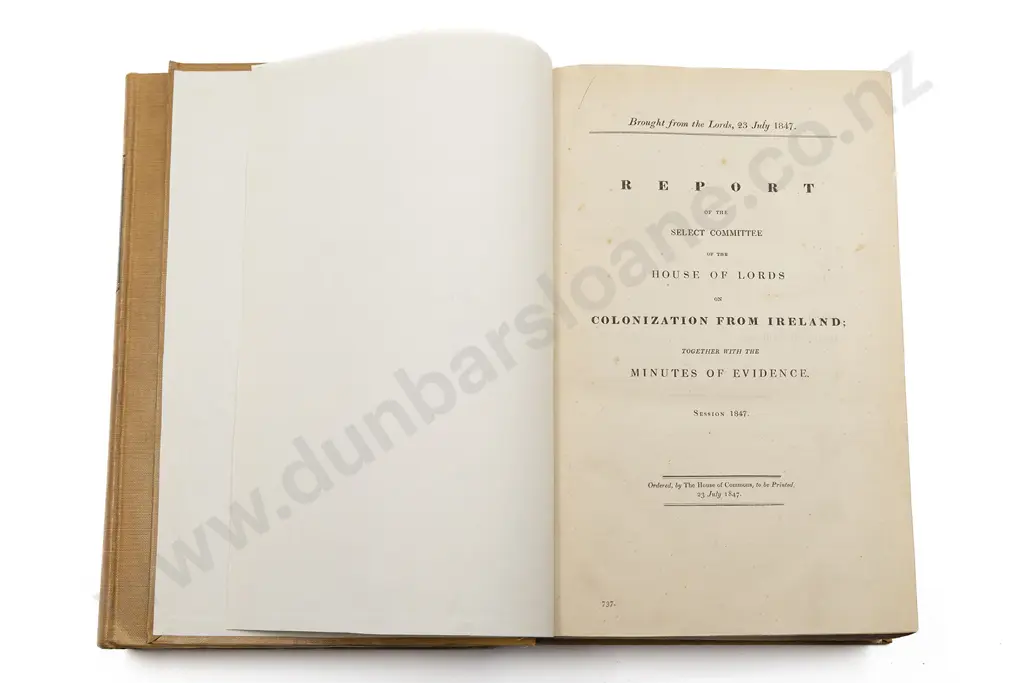 Brought from the Lords, 23 July 1847.
REPORT
OF THE
SELECT COMMITTEE
OF THE
HOUSE OF LORDS
ON
COLONIZATION FROM IRELAND;
TOGETHER WITH THE
MINUTES OF EVIDENCE.
SESSION 1847.
Ordered, by The House of Commons, to be Printed,
23 July 1847.
737.
www.dunbarsloane.co.nz